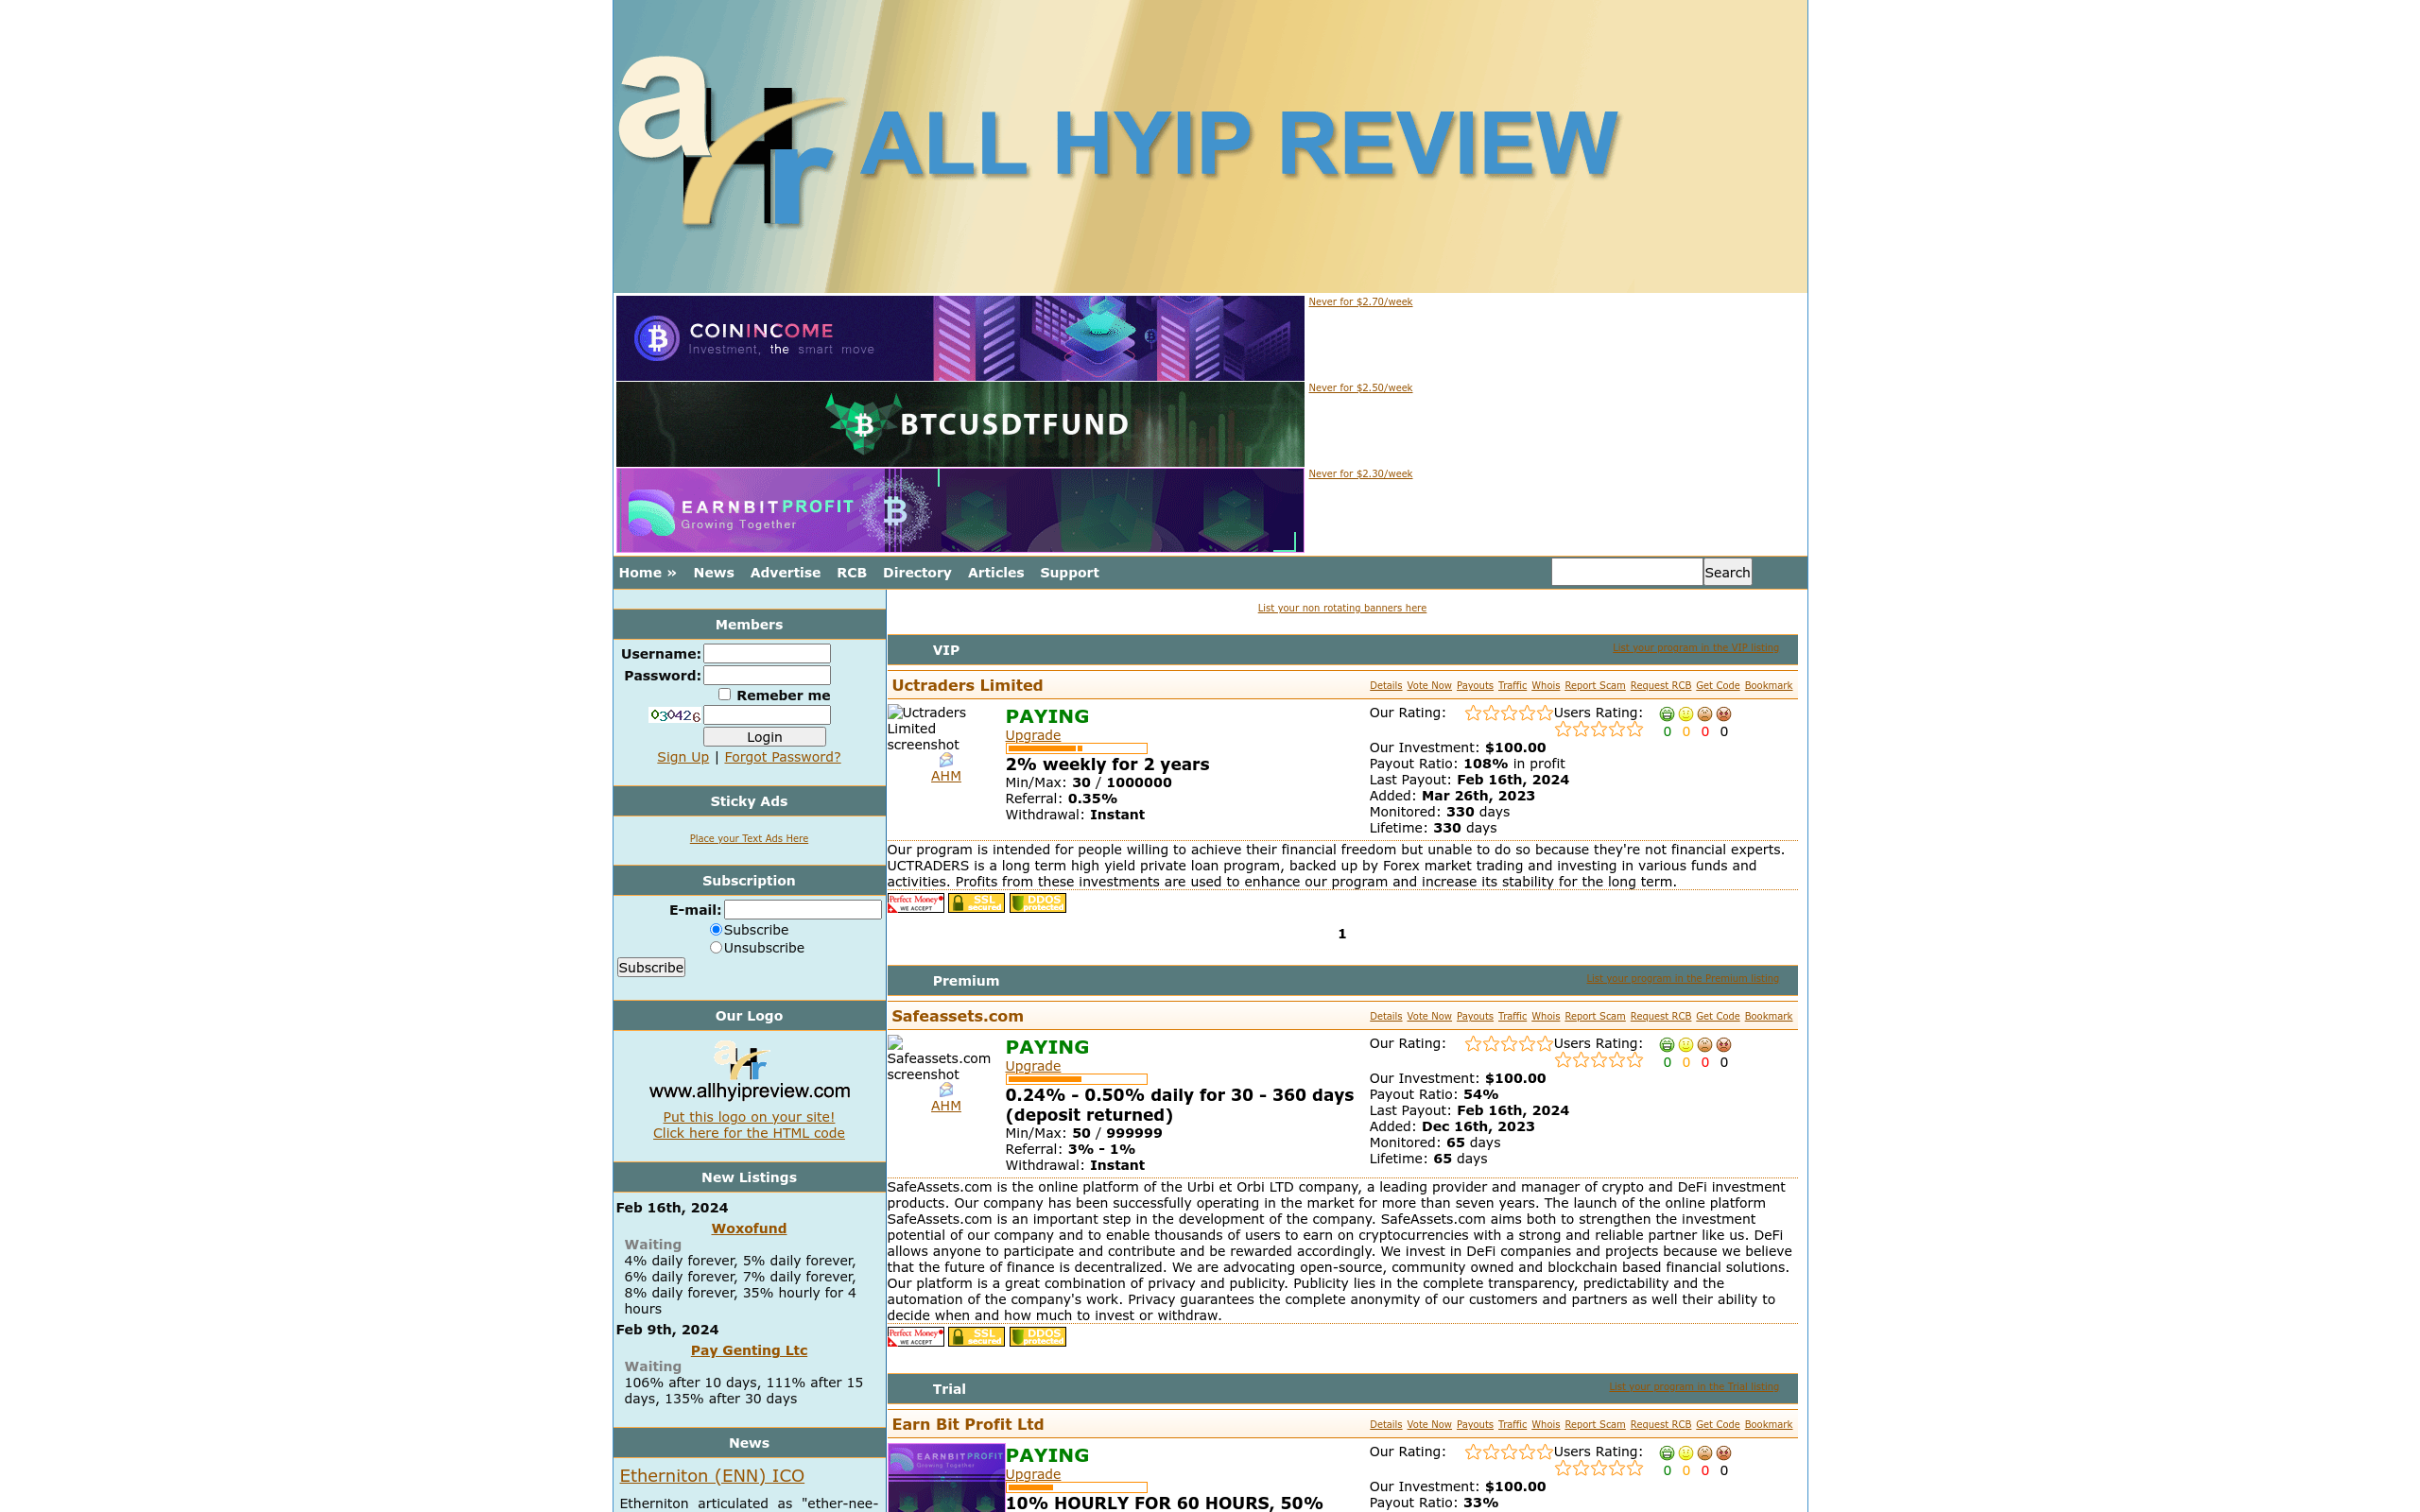 aHr ALL HYIP REVIEW
COININCOME
Investment, the smart move
Never for $2.70/week
BTCUSDTFUND
Never for $2.50/week
EARNBITPROFIT
Growing Together
Never for $2.30/week
Home » News Advertise RCB Directory Articles Support Search
Members
Username:
Password:
Remeber me
030426
Login
Sign Up | Forgot Password?
Sticky Ads
Place your Text Ads Here
Subscription
E-mail:
Subscribe
Unsubscribe
Subscribe
Our Logo
aHr
www.allhyipreview.com
Put this logo on your site!
Click here for the HTML code
New Listings
Feb 16th, 2024
Woxofund
Waiting
4% daily forever, 5% daily forever,
6% daily forever, 7% daily forever,
8% daily forever, 35% hourly for 4
hours
Feb 9th, 2024
Pay Genting Ltc
Waiting
106% after 10 days, 111% after 15
days, 135% after 30 days
News
Etherniton (ENN) ICO
Etherniton articulated as "ether-nee-
List your non rotating banners here
VIP List your program in the VIP listing
Uctraders Limited Details Vote Now Payouts Traffic Whois Report Scam Request RCB Get Code Bookmark
Uctraders
Limited
screenshot
AHM
PAYING
Upgrade
2% weekly for 2 years
Min/Max: 30 / 1000000
Referral: 0.35%
Withdrawal: Instant
Our Rating: Users Rating:
0 0 0 0
Our Investment: $100.00
Payout Ratio: 108% in profit
Last Payout: Feb 16th, 2024
Added: Mar 26th, 2023
Monitored: 330 days
Lifetime: 330 days
Our program is intended for people willing to achieve their financial freedom but unable to do so because they're not financial experts.
UCTRADERS is a long term high yield private loan program, backed up by Forex market trading and investing in various funds and
activities. Profits from these investments are used to enhance our program and increase its stability for the long term.
Perfect Money WE ACCEPT SSL secured DDOS protected
1
Premium List your program in the Premium listing
Safeassets.com Details Vote Now Payouts Traffic Whois Report Scam Request RCB Get Code Bookmark
Safeassets.com
screenshot
AHM
PAYING
Upgrade
0.24% - 0.50% daily for 30 - 360 days
(deposit returned)
Min/Max: 50 / 999999
Referral: 3% - 1%
Withdrawal: Instant
Our Rating: Users Rating:
0 0 0 0
Our Investment: $100.00
Payout Ratio: 54%
Last Payout: Feb 16th, 2024
Added: Dec 16th, 2023
Monitored: 65 days
Lifetime: 65 days
SafeAssets.com is the online platform of the Urbi et Orbi LTD company, a leading provider and manager of crypto and DeFi investment
products. Our company has been successfully operating in the market for more than seven years. The launch of the online platform
SafeAssets.com is an important step in the development of the company. SafeAssets.com aims both to strengthen the investment
potential of our company and to enable thousands of users to earn on cryptocurrencies with a strong and reliable partner like us. DeFi
allows anyone to participate and contribute and be rewarded accordingly. We invest in DeFi companies and projects because we believe
that the future of finance is decentralized. We are advocating open-source, community owned and blockchain based financial solutions.
Our platform is a great combination of privacy and publicity. Publicity lies in the complete transparency, predictability and the
automation of the company's work. Privacy guarantees the complete anonymity of our customers and partners as well their ability to
decide when and how much to invest or withdraw.
Perfect Money WE ACCEPT SSL secured DDOS protected
Trial List your program in the Trial listing
Earn Bit Profit Ltd Details Vote Now Payouts Traffic Whois Report Scam Request RCB Get Code Bookmark
EARNBITPROFIT
Growing Together
PAYING
Upgrade
10% HOURLY FOR 60 HOURS, 50%
Our Rating: Users Rating:
0 0 0 0
Our Investment: $100.00
Payout Ratio: 33%